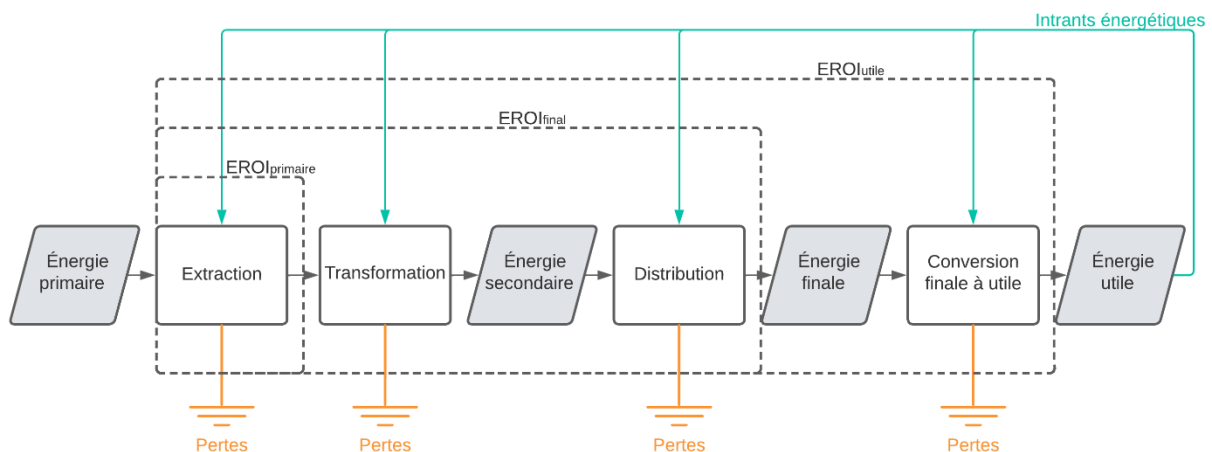 Intrants énergétiques
EROIutile
EROIfinal
EROIprimaire
Énergie
primaire
Extraction
Transformation
Énergie
secondaire
Distribution
Énergie
finale
Conversion
finale à utile
Énergie
utile
Pertes
Pertes
Pertes
Pertes